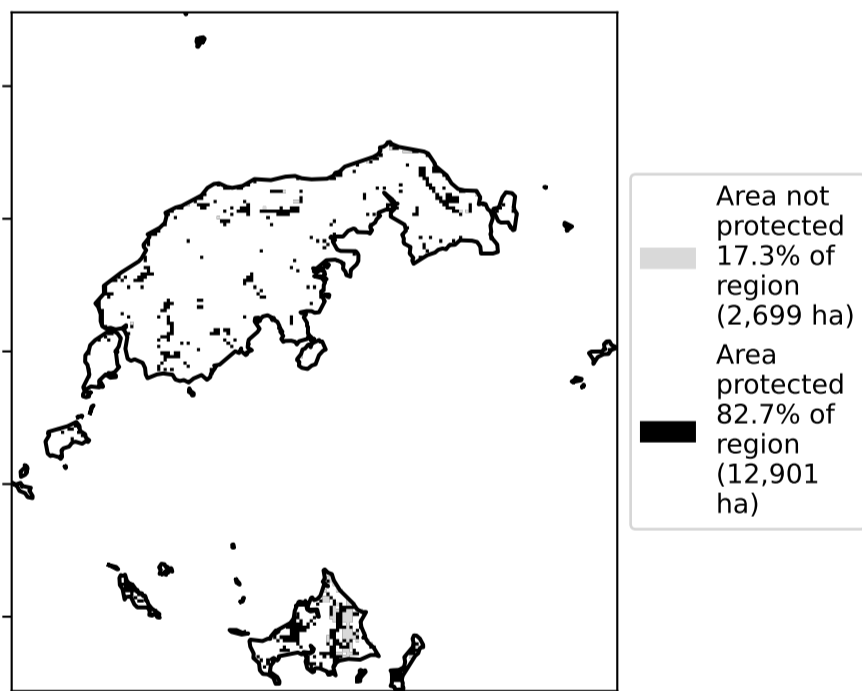 Area not
protected
17.3% of
region
(2,699 ha)
Area
protected
82.7% of
region
(12,901
ha)